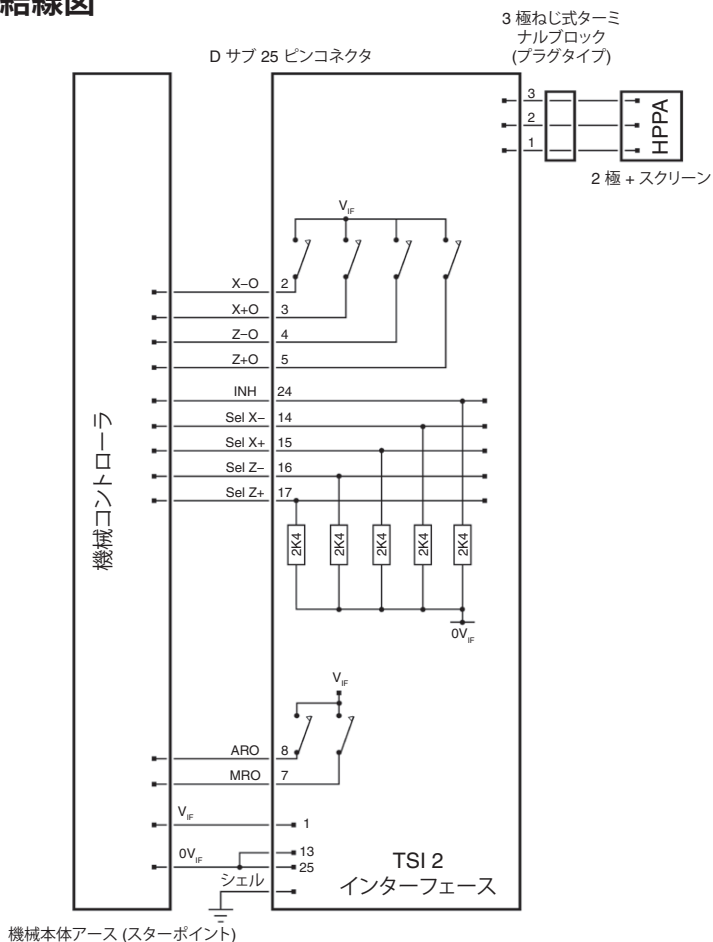 結線図
3 極ねじ式ターミ
ナルブロック
(プラグタイプ)
D サブ 25 ピンコネクタ
3
2
1
HPPA
2 極 + スクリーン
VIF
X–O 2
X+O 3
Z–O 4
Z+O 5
INH 24
Sel X– 14
Sel X+ 15
Sel Z– 16
Sel Z+ 17
機械コントローラ
2K4 2K4 2K4 2K4 2K4
0VIF
VIF
ARO 8
MRO 7
VIF 1
13
0VIF 25
シェル
TSI 2
インターフェース
機械本体アース (スターポイント)